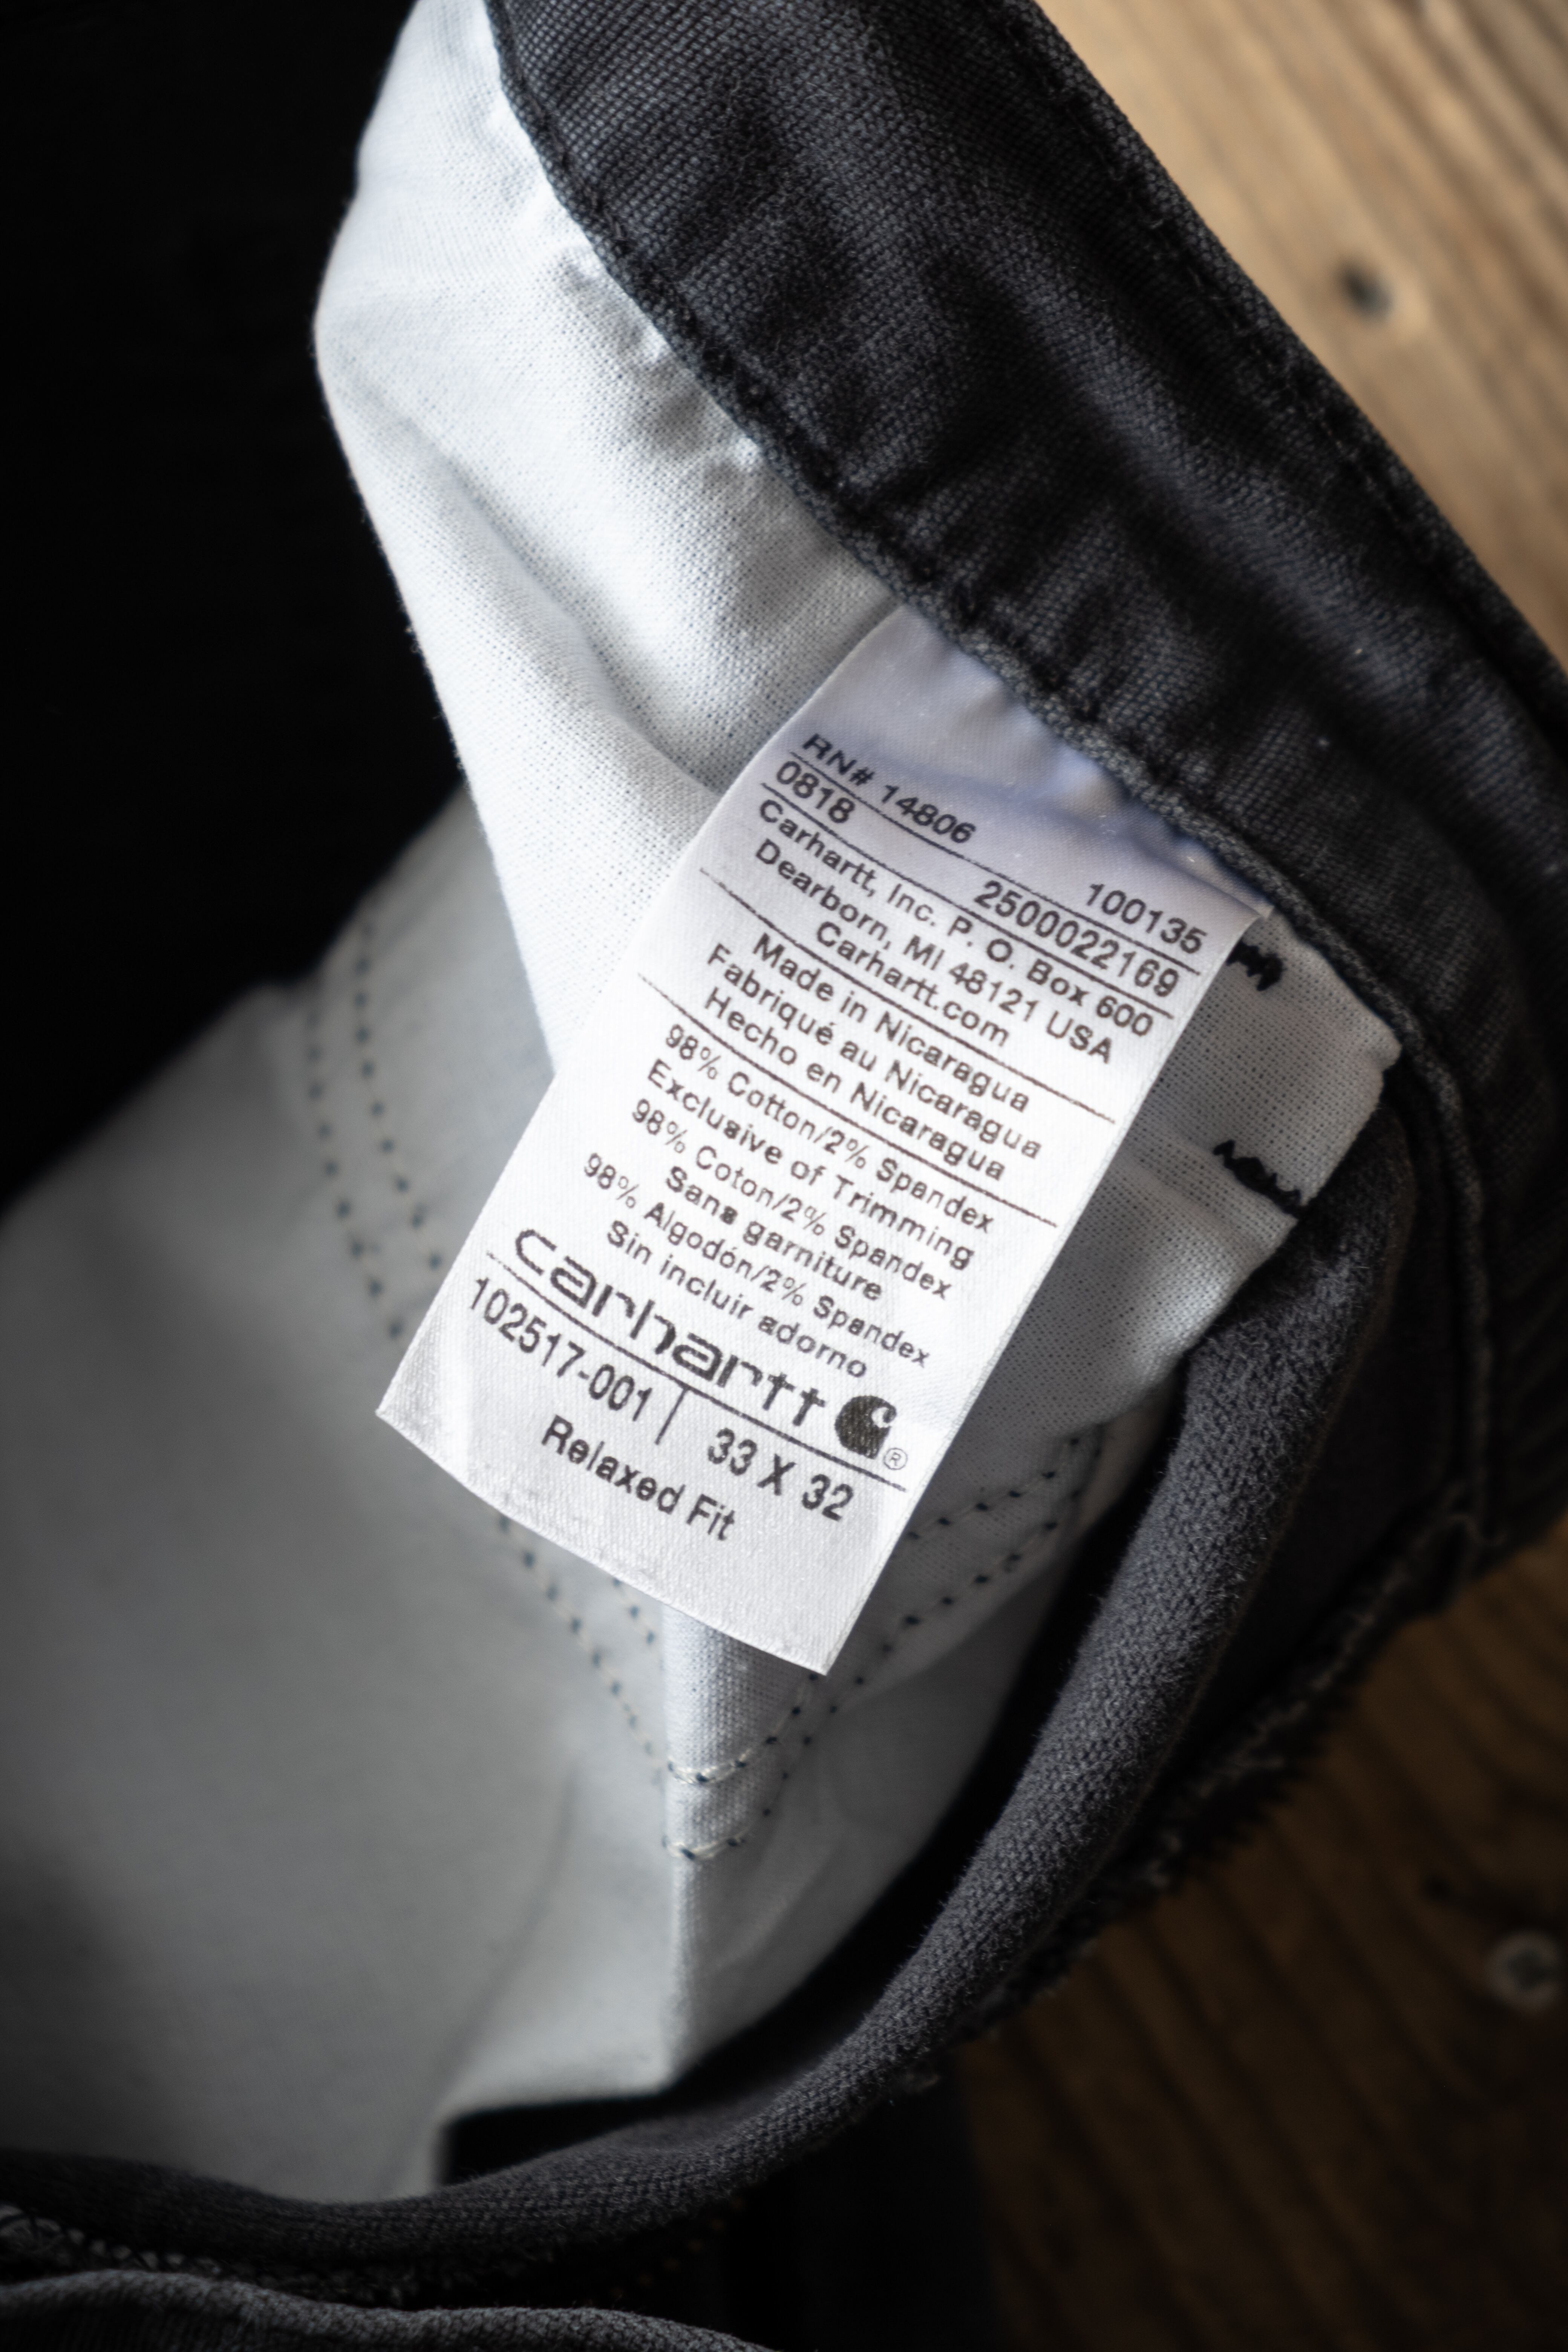 RN# 14806 100135
0818 2500022169
Carhartt, Inc. P. O. Box 600
Dearborn, MI 48121 USA
Carhartt.com
Made in Nicaragua
Fabriqué au Nicaragua
Hecho en Nicaragua
98% Cotton/2% Spandex
Exclusive of Trimming
98% Coton/2% Spandex
Sans garniture
98% Algodón/2% Spandex
Sin incluir adorno
carhartt ®
102517-001 | 33 X 32
Relaxed Fit